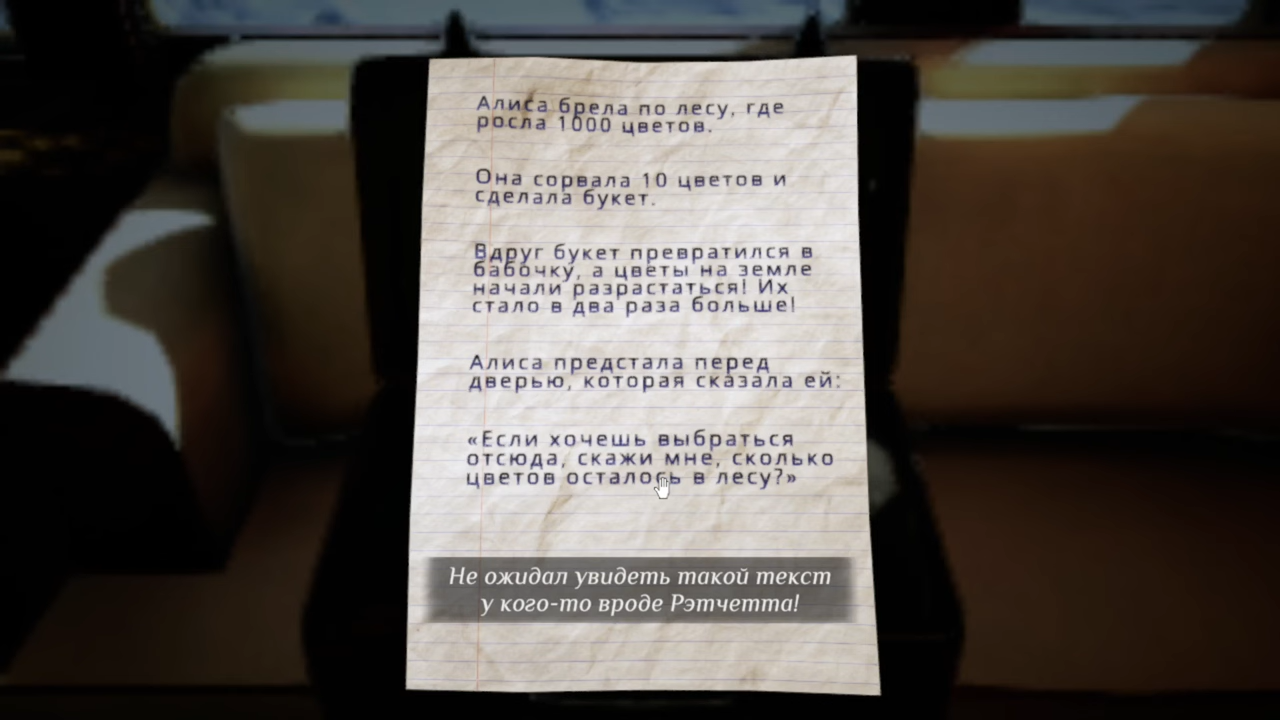 Алиса брела по лесу, где
росла 1000 цветов.
Она сорвала 10 цветов и
сделала букет.
Вдруг букет превратился в
бабочку, а цветы на земле
начали разрастаться! Их
стало в два раза больше!
Алиса предстала перед
дверью, которая сказала ей:
«Если хочешь выбраться
отсюда, скажи мне, сколько
цветов осталось в лесу?»
Не ожидал увидеть такой текст
у кого-то вроде Рэтчетта!